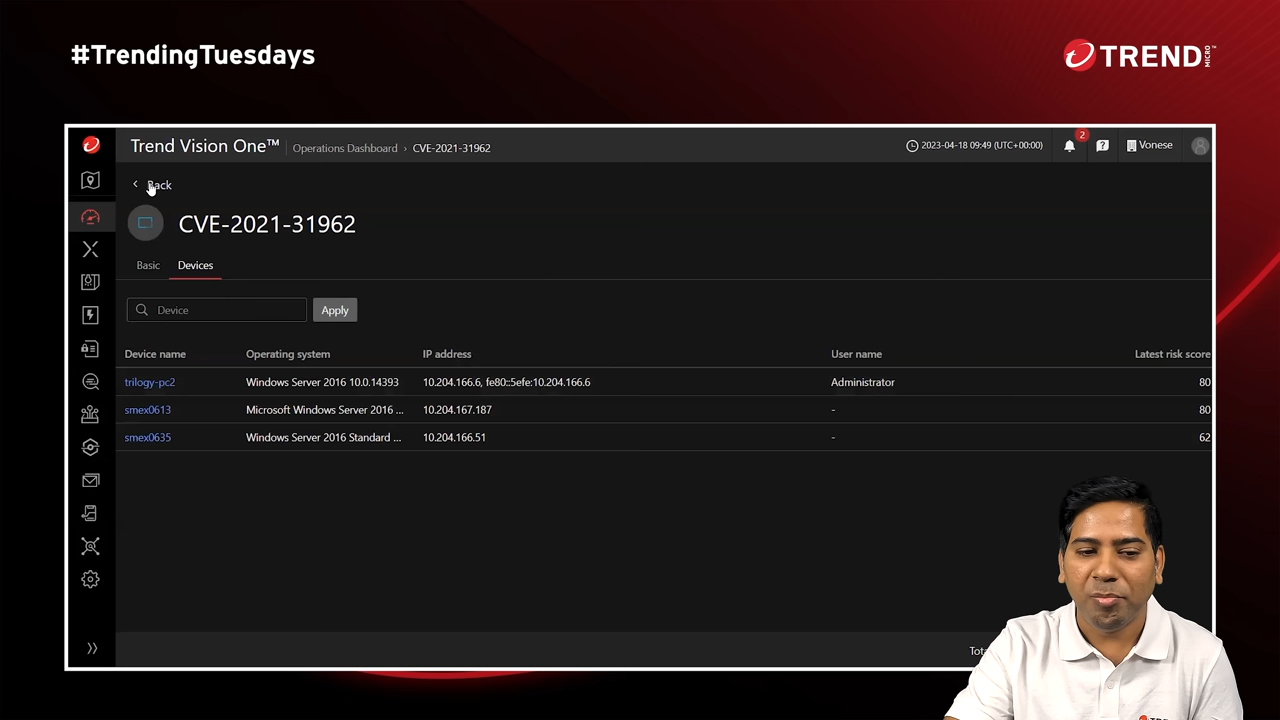 #TrendingTuesdays
TREND MICRO™
Trend Vision One™ Operations Dashboard › CVE-2021-31962 2023-04-18 09:49 (UTC+00:00) 2 ? Vonese
‹ Back
CVE-2021-31962
Basic Devices
Device Apply
Device name Operating system IP address User name Latest risk score
trilogy-pc2 Windows Server 2016 10.0.14393 10.204.166.6, fe80::5efe:10.204.166.6 Administrator 80
smex0613 Microsoft Windows Server 2016 ... 10.204.167.187 - 80
smex0635 Windows Server 2016 Standard ... 10.204.166.51 - 62